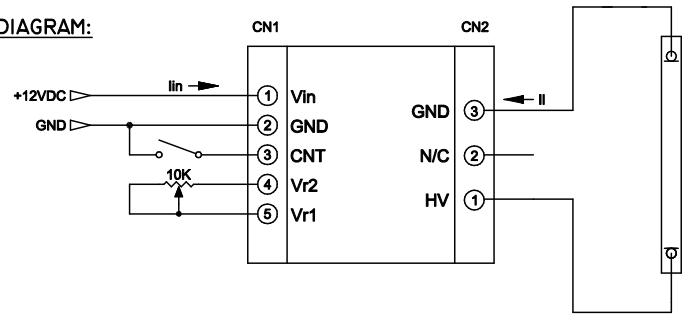 DIAGRAM:
CN1 CN2
Iin
+12VDC 1 Vin
GND 3 Il
GND 2 GND
3 CNT N/C 2
10K
4 Vr2
HV 1
5 Vr1